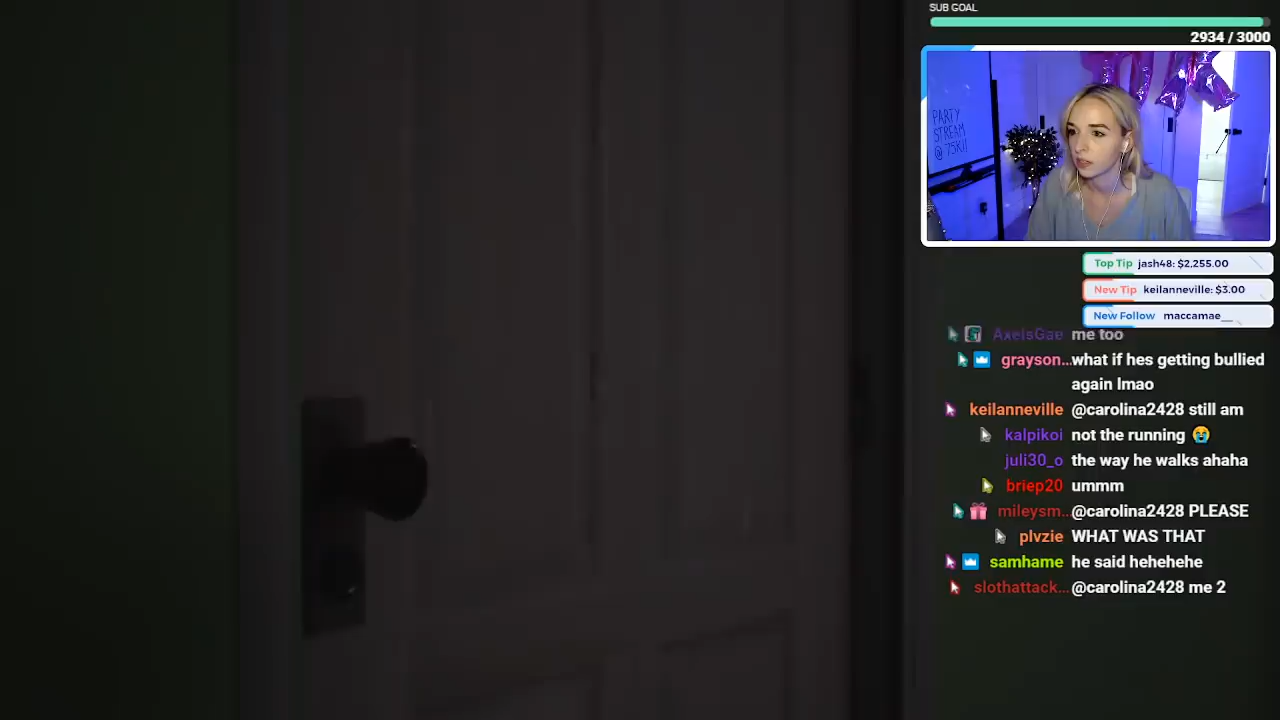 SUB GOAL
2934 / 3000
PARTY
STREAM
@ 75K!!
Top Tip jash48: $2,255.00
New Tip keilanneville: $3.00
New Follow maccamae__
AxelsGae me too
grayson... what if hes getting bullied
again lmao
keilanneville @carolina2428 still am
kalpikoi not the running 😭
juli30_o the way he walks ahaha
briep20 ummm
mileysm... @carolina2428 PLEASE
plvzie WHAT WAS THAT
samhame he said hehehehe
slothattack... @carolina2428 me 2